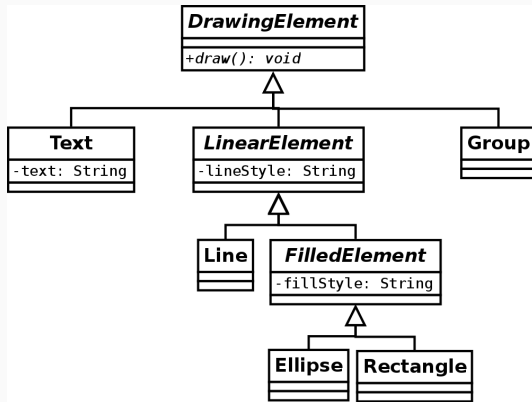 DrawingElement
+draw(): void
Text
-text: String
LinearElement
-lineStyle: String
Group
Line
FilledElement
-fillStyle: String
Ellipse
Rectangle